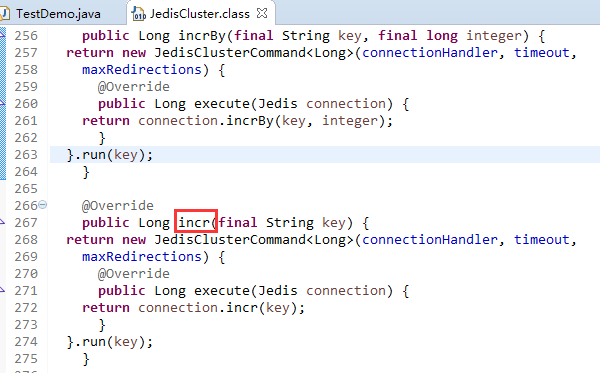 TestDemo.java JedisCluster.class
256 public Long incrBy(final String key, final long integer) {
257 return new JedisClusterCommand<Long>(connectionHandler, timeout,
258 maxRedirections) {
259 @Override
260 public Long execute(Jedis connection) {
261 return connection.incrBy(key, integer);
262 }
263 }.run(key);
264 }
265
266 @Override
267 public Long incr(final String key) {
268 return new JedisClusterCommand<Long>(connectionHandler, timeout,
269 maxRedirections) {
270 @Override
271 public Long execute(Jedis connection) {
272 return connection.incr(key);
273 }
274 }.run(key);
275 }
276